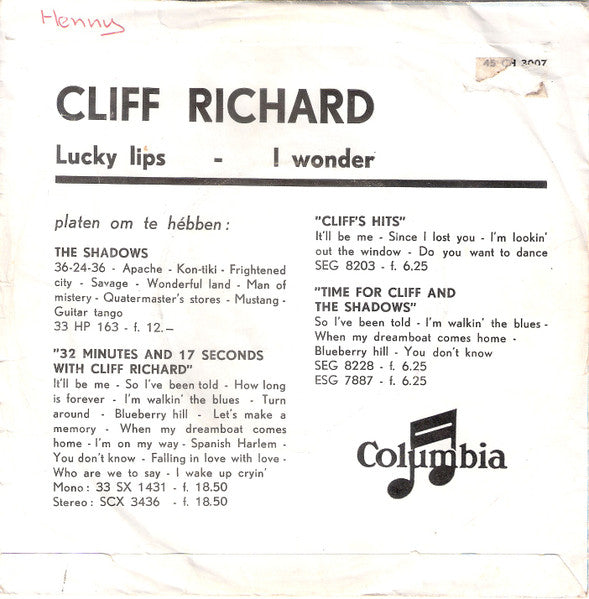 Henny
45 CH 3007
CLIFF RICHARD
Lucky lips - I wonder
platen om te hébben:
THE SHADOWS
36-24-36 - Apache - Kon-tiki - Frightened
city - Savage - Wonderful land - Man of
mistery - Quatermaster's stores - Mustang -
Guitar tango
33 HP 163 - f. 12.—
"32 MINUTES AND 17 SECONDS
WITH CLIFF RICHARD"
It'll be me - So I've been told - How long
is forever - I'm walkin' the blues - Turn
around - Blueberry hill - Let's make a
memory - When my dreamboat comes
home - I'm on my way - Spanish Harlem -
You don't know - Falling in love with love -
Who are we to say - I wake up cryin'
Mono: 33 SX 1431 - f. 18.50
Stereo: SCX 3436 - f. 18.50
"CLIFF'S HITS"
It'll be me - Since I lost you - I'm lookin'
out the window - Do you want to dance
SEG 8203 - f. 6.25
"TIME FOR CLIFF AND
THE SHADOWS"
So I've been told - I'm walkin' the blues -
When my dreamboat comes home -
Blueberry hill - You don't know
SEG 8228 - f. 6.25
ESG 7887 - f. 6.25
Columbia